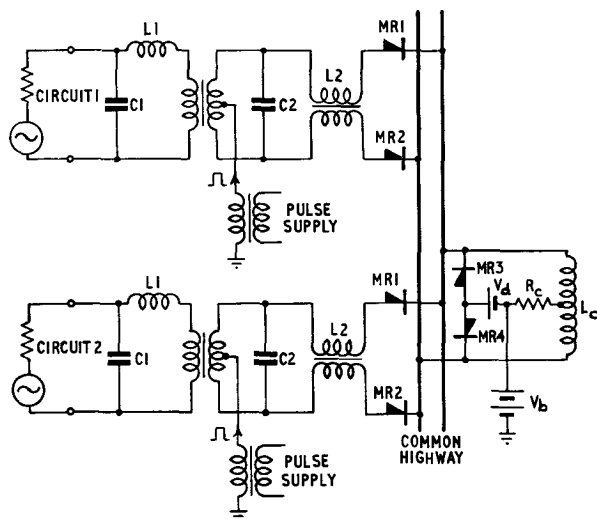 L1
CIRCUIT 1
C1
C2
L2
MR1
MR2
PULSE
SUPPLY
L1
CIRCUIT 2
C1
C2
L2
MR1
MR2
PULSE
SUPPLY
COMMON
HIGHWAY
MR3
MR4
Vd
Rc
Lc
Vb